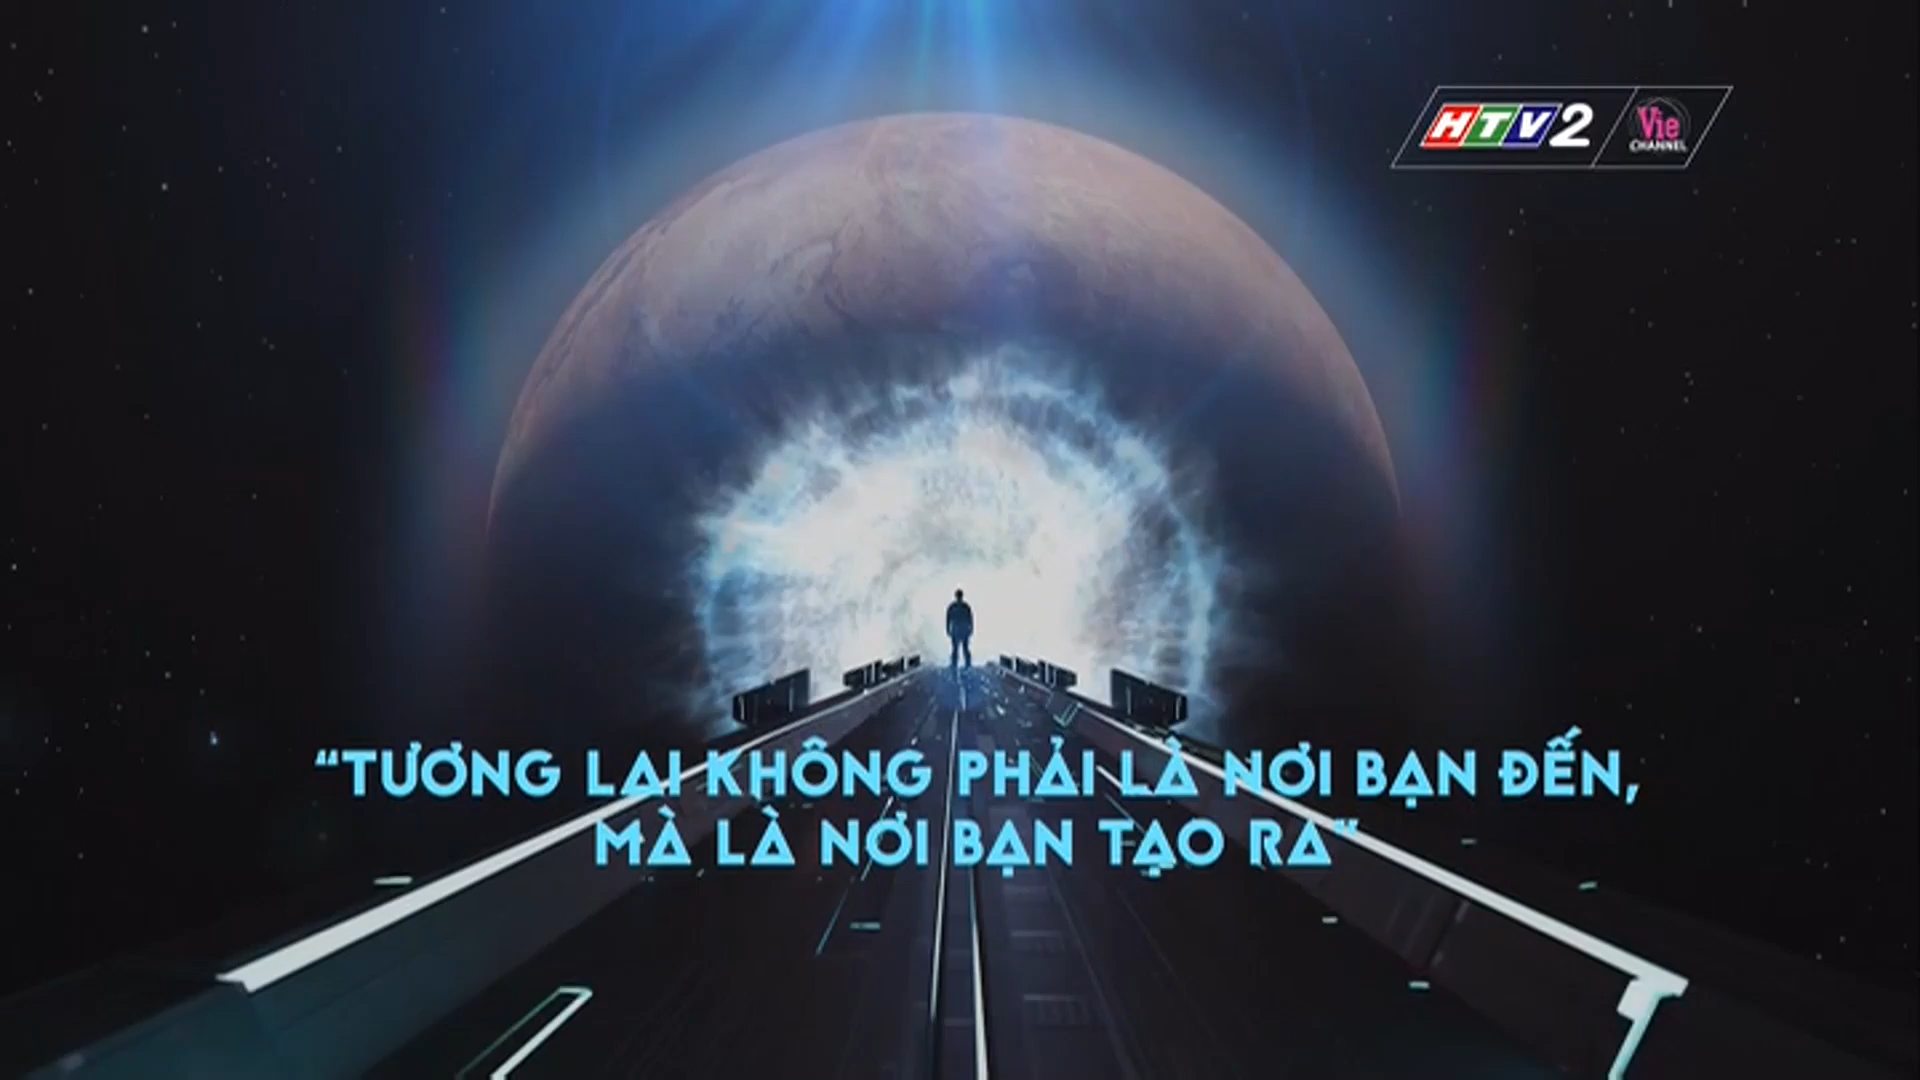 HTV2
Vie
CHANNEL
“TƯƠNG LAI KHÔNG PHẢI LÀ NƠI BẠN ĐẾN,
MÀ LÀ NƠI BẠN TẠO RA”